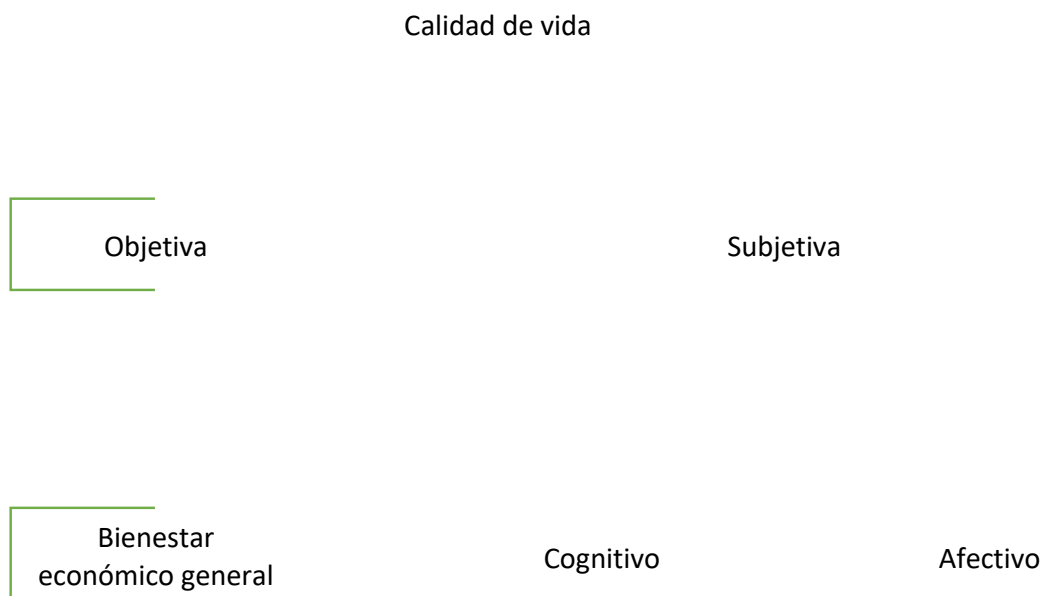 Calidad de vida
Objetiva
Subjetiva
Bienestar
económico general
Cognitivo
Afectivo